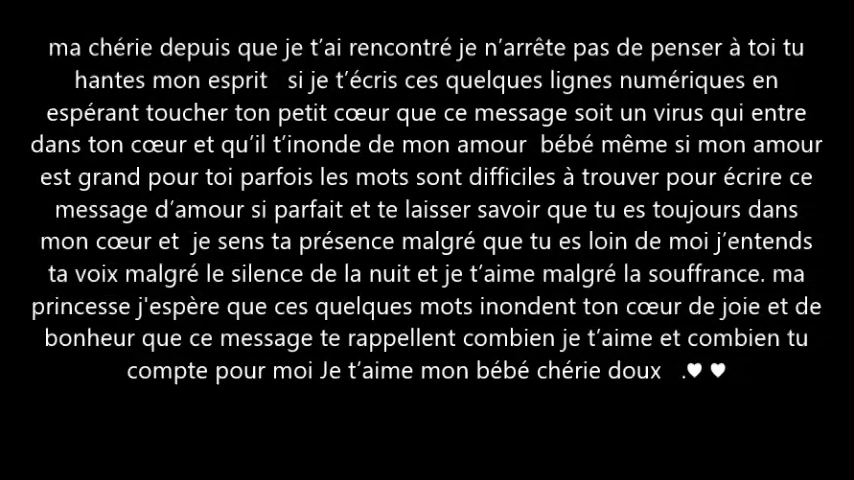 ma chérie depuis que je t’ai rencontré je n’arrête pas de penser à toi tu
hantes mon esprit   si je t’écris ces quelques lignes numériques en
espérant toucher ton petit cœur que ce message soit un virus qui entre
dans ton cœur et qu’il t’inonde de mon amour  bébé même si mon amour
est grand pour toi parfois les mots sont difficiles à trouver pour écrire ce
message d’amour si parfait et te laisser savoir que tu es toujours dans
mon cœur et  je sens ta présence malgré que tu es loin de moi j’entends
ta voix malgré le silence de la nuit et je t’aime malgré la souffrance. ma
princesse j'espère que ces quelques mots inondent ton cœur de joie et de
bonheur que ce message te rappellent combien je t’aime et combien tu
compte pour moi Je t’aime mon bébé chérie doux   .♥ ♥